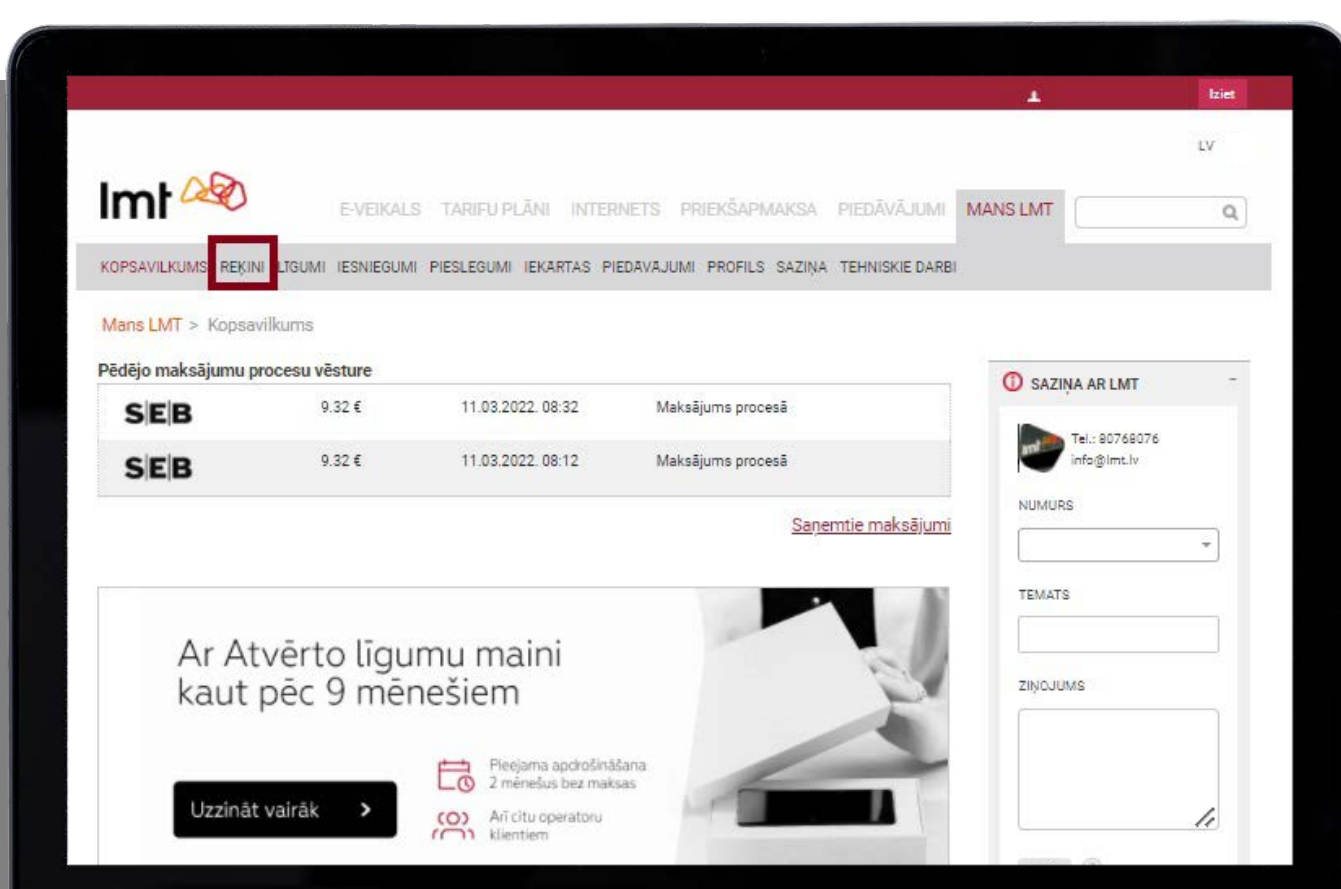 Iziet
LV
lmt
E-VEIKALS TARIFU PLĀNI INTERNETS PRIEKŠAPMAKSA PIEDĀVĀJUMI MANS LMT
KOPSAVILKUMS REĶINI LĪGUMI IESNIEGUMI PIESLEGUMI IEKĀRTAS PIEDĀVĀJUMI PROFILS SAZIŅA TEHNISKIE DARBI
Mans LMT > Kopsavilkums
Pēdējo maksājumu procesu vēsture
SEB 9.32 € 11.03.2022. 08:32 Maksājums procesā
SEB 9.32 € 11.03.2022. 08:12 Maksājums procesā
Saņemtie maksājumi
Ar Atvērto līgumu maini
kaut pēc 9 mēnešiem
Pieejama apdrošināšana
2 mēnešus bez maksas
Uzzināt vairāk >
Arī citu operatoru
klientiem
SAZIŅA AR LMT -
lmt
Tel.: 80768076
info@lmt.lv
NUMURS
TEMATS
ZIŅOJUMS